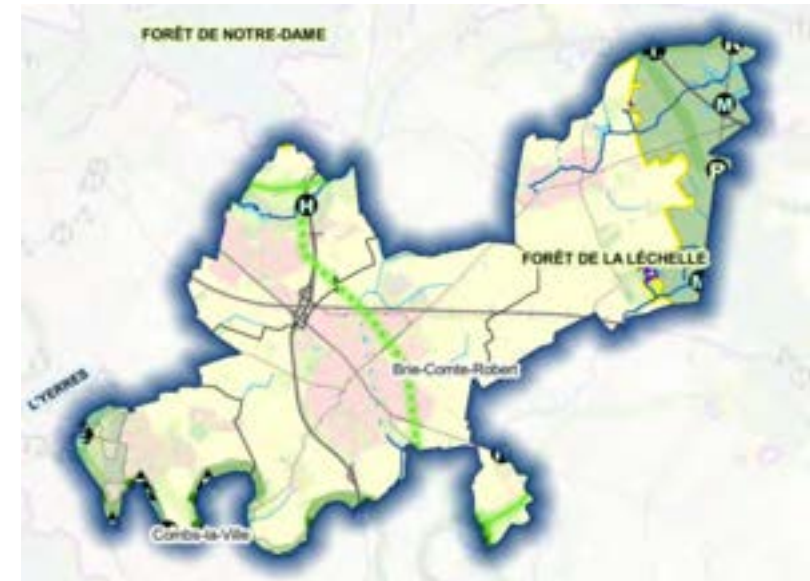 FORÊT DE NOTRE-DAME
M
P
H
FORÊT DE LA LÉCHELLE
Brie-Comte-Robert
L'YERRES
Combs-la-Ville